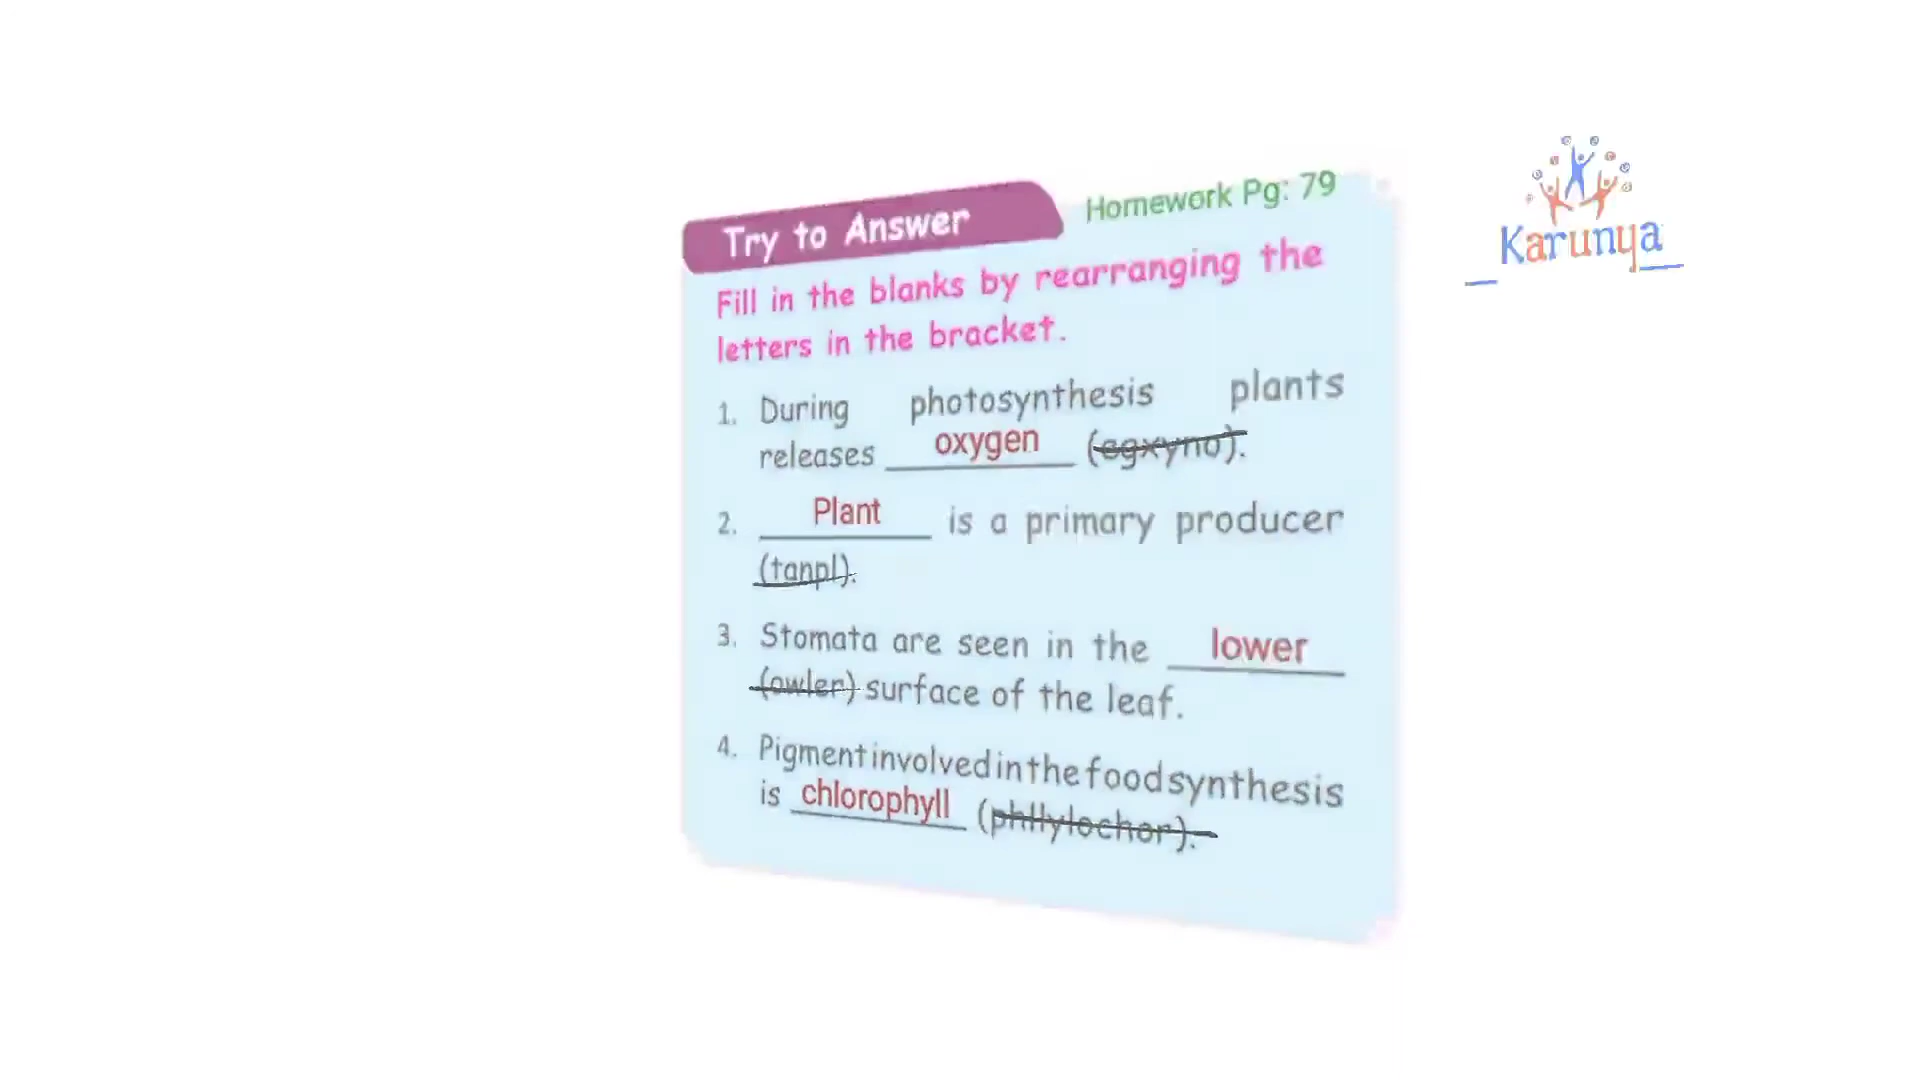 Karunya
Try to Answer
Homework Pg: 79
Fill in the blanks by rearranging the
letters in the bracket.
1. During photosynthesis plants
releases oxygen (egxyno).
2. Plant is a primary producer
(tanpl).
3. Stomata are seen in the lower
(owler) surface of the leaf.
4. Pigment involved in the food synthesis
is chlorophyll (phllylochor).